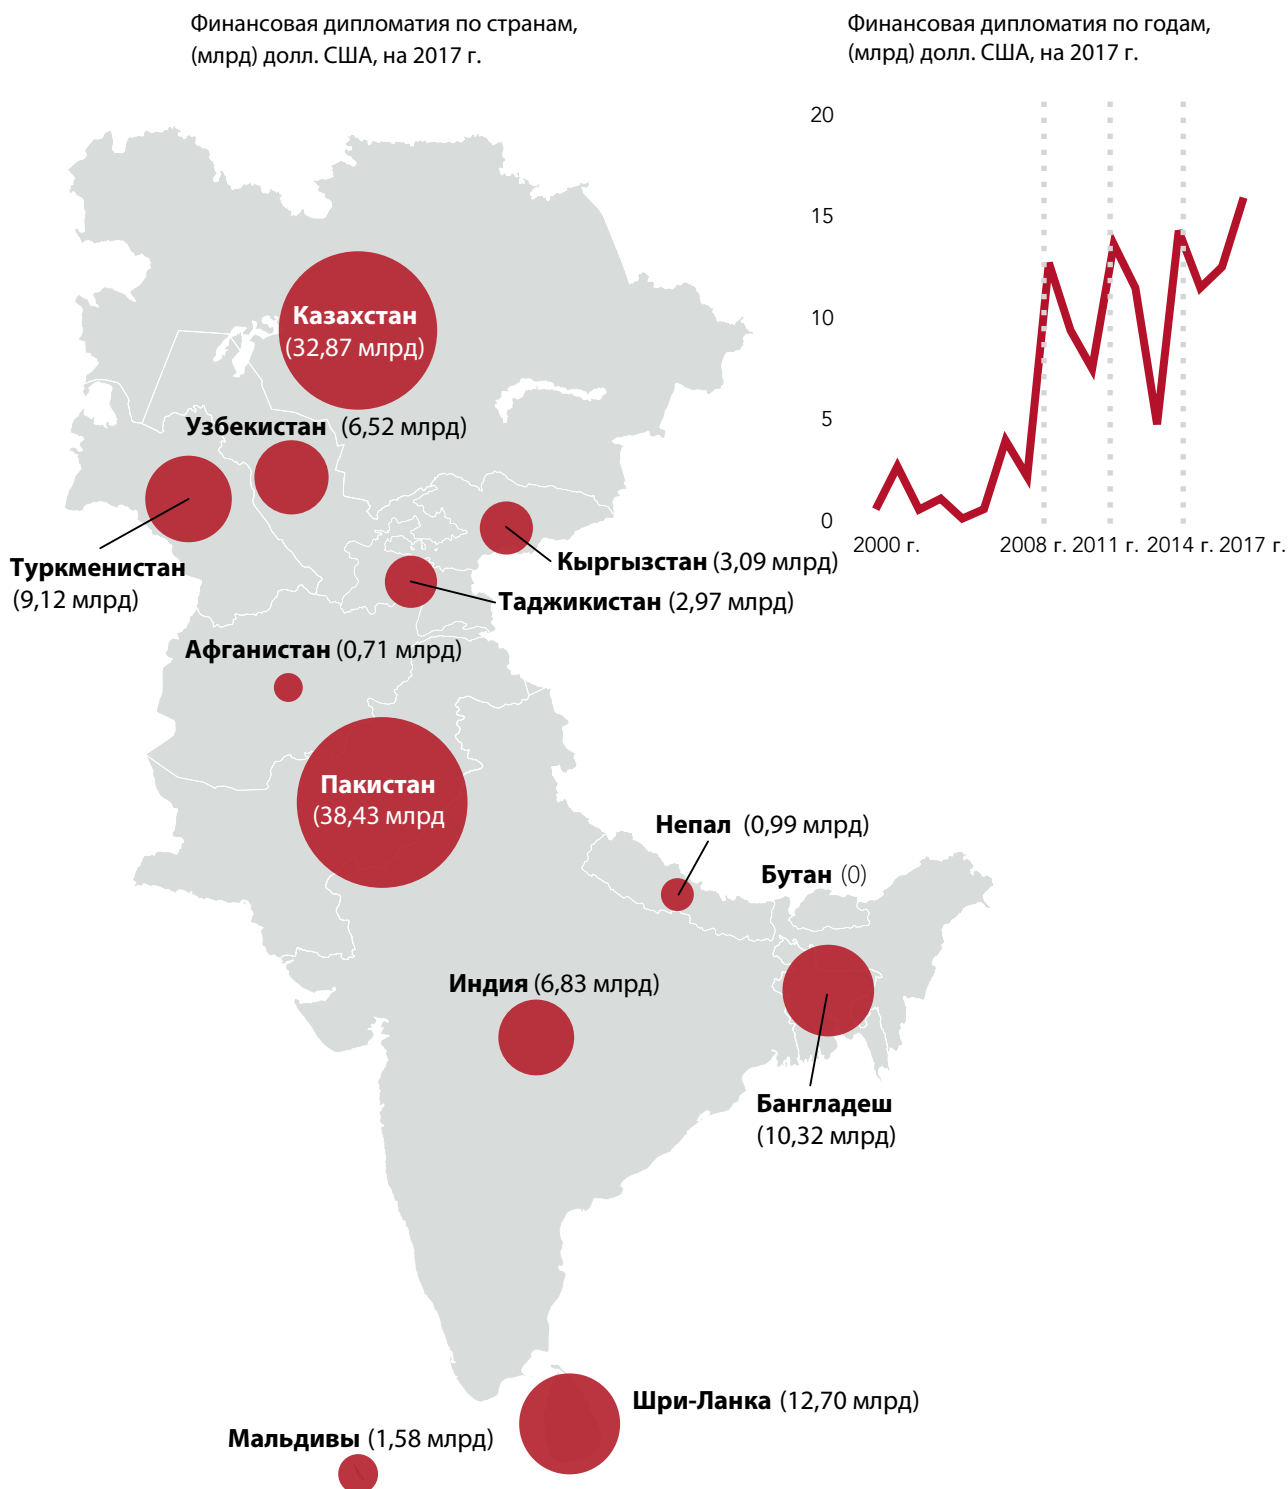 Финансовая дипломатия по странам,
(млрд) долл. США, на 2017 г.
Финансовая дипломатия по годам,
(млрд) долл. США, на 2017 г.
20
15
10
5
0
2000 г.
2008 г.
2011 г.
2014 г.
2017 г.
Казахстан
(32,87 млрд)
Узбекистан (6,52 млрд)
Туркменистан
(9,12 млрд)
Кыргызстан (3,09 млрд)
Таджикистан (2,97 млрд)
Афганистан (0,71 млрд)
Пакистан
(38,43 млрд
Непал (0,99 млрд)
Бутан (0)
Индия (6,83 млрд)
Бангладеш
(10,32 млрд)
Шри-Ланка (12,70 млрд)
Мальдивы (1,58 млрд)